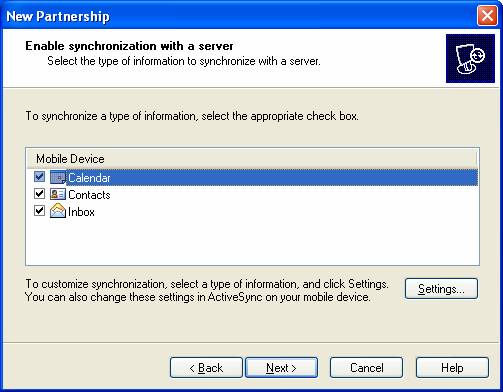 New Partnership
Enable synchronization with a server
Select the type of information to synchronize with a server.
To synchronize a type of information, select the appropriate check box.
Mobile Device
Calendar
Contacts
Inbox
To customize synchronization, select a type of information, and click Settings.
You can also change these settings in ActiveSync on your mobile device.
Settings...
< Back
Next >
Cancel
Help